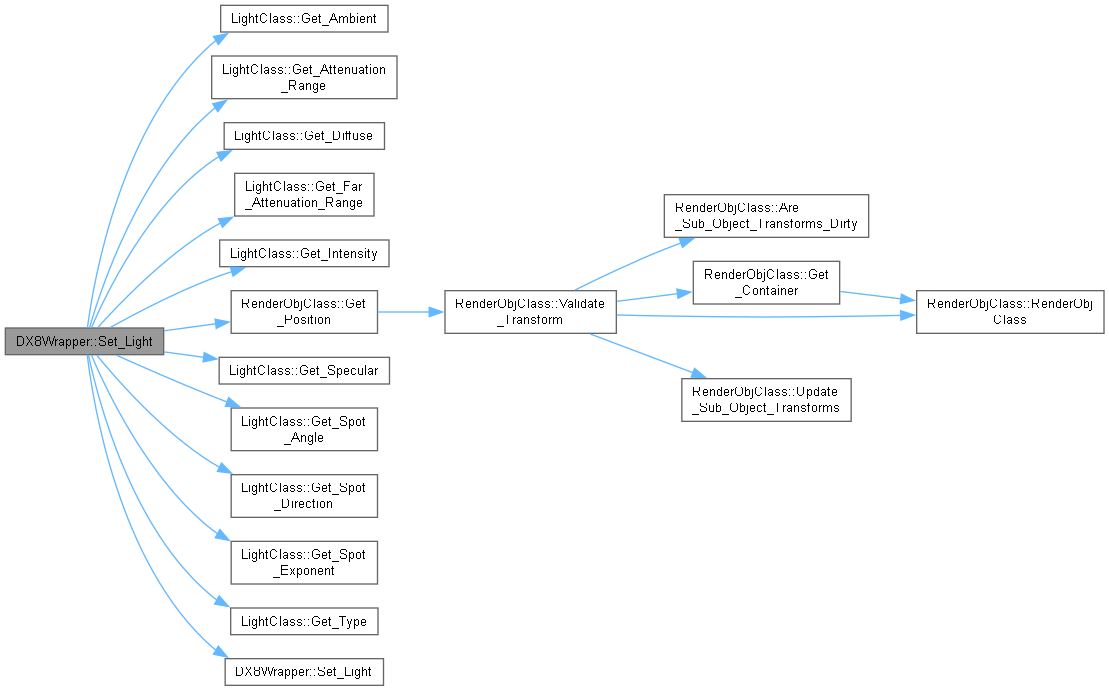 DX8Wrapper::Set_Light
LightClass::Get_Ambient
LightClass::Get_Attenuation
_Range
LightClass::Get_Diffuse
LightClass::Get_Far
_Attenuation_Range
LightClass::Get_Intensity
RenderObjClass::Get
_Position
LightClass::Get_Specular
LightClass::Get_Spot
_Angle
LightClass::Get_Spot
_Direction
LightClass::Get_Spot
_Exponent
LightClass::Get_Type
DX8Wrapper::Set_Light
RenderObjClass::Validate
_Transform
RenderObjClass::Are
_Sub_Object_Transforms_Dirty
RenderObjClass::Get
_Container
RenderObjClass::Update
_Sub_Object_Transforms
RenderObjClass::RenderObj
Class